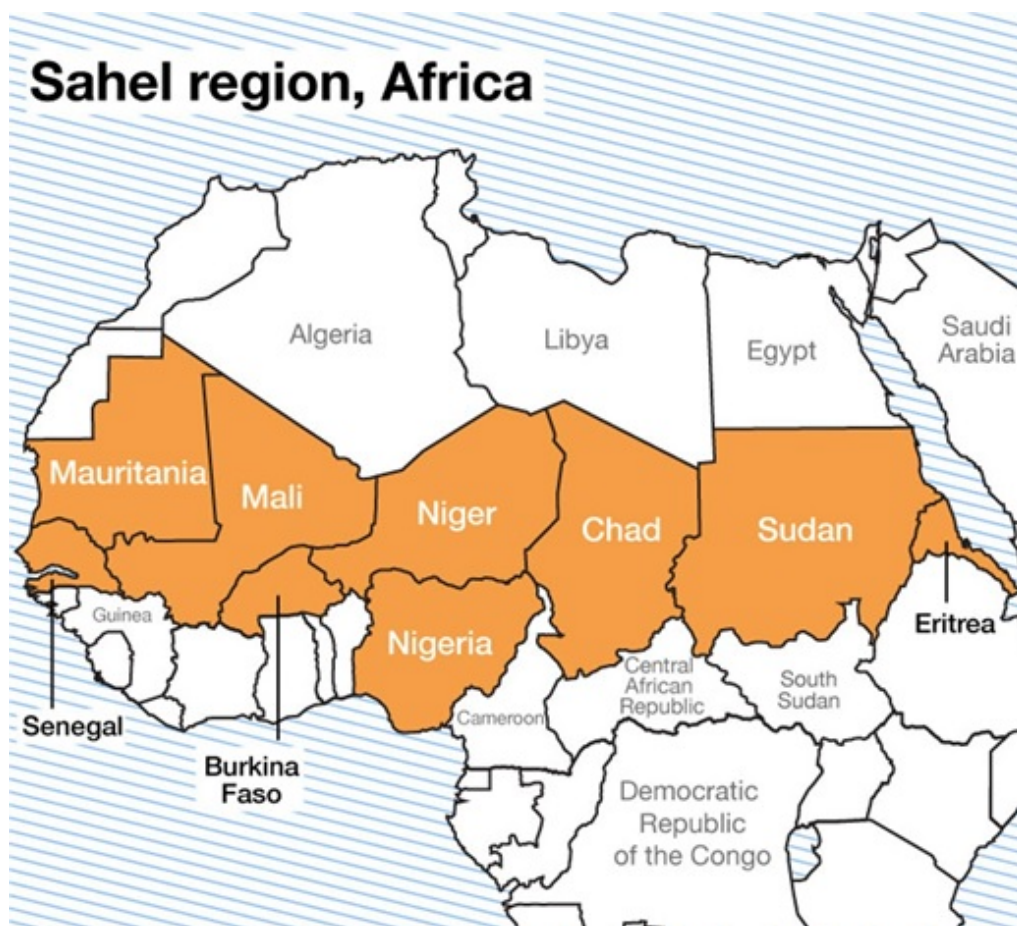 Sahel region, Africa
Algeria
Libya
Egypt
Saudi
Arabia
Mauritania
Mali
Niger
Chad
Sudan
Guinea
Nigeria
Eritrea
Central
African
Republic
South
Sudan
Senegal
Cameroon
Burkina
Faso
Democratic
Republic
of the Congo